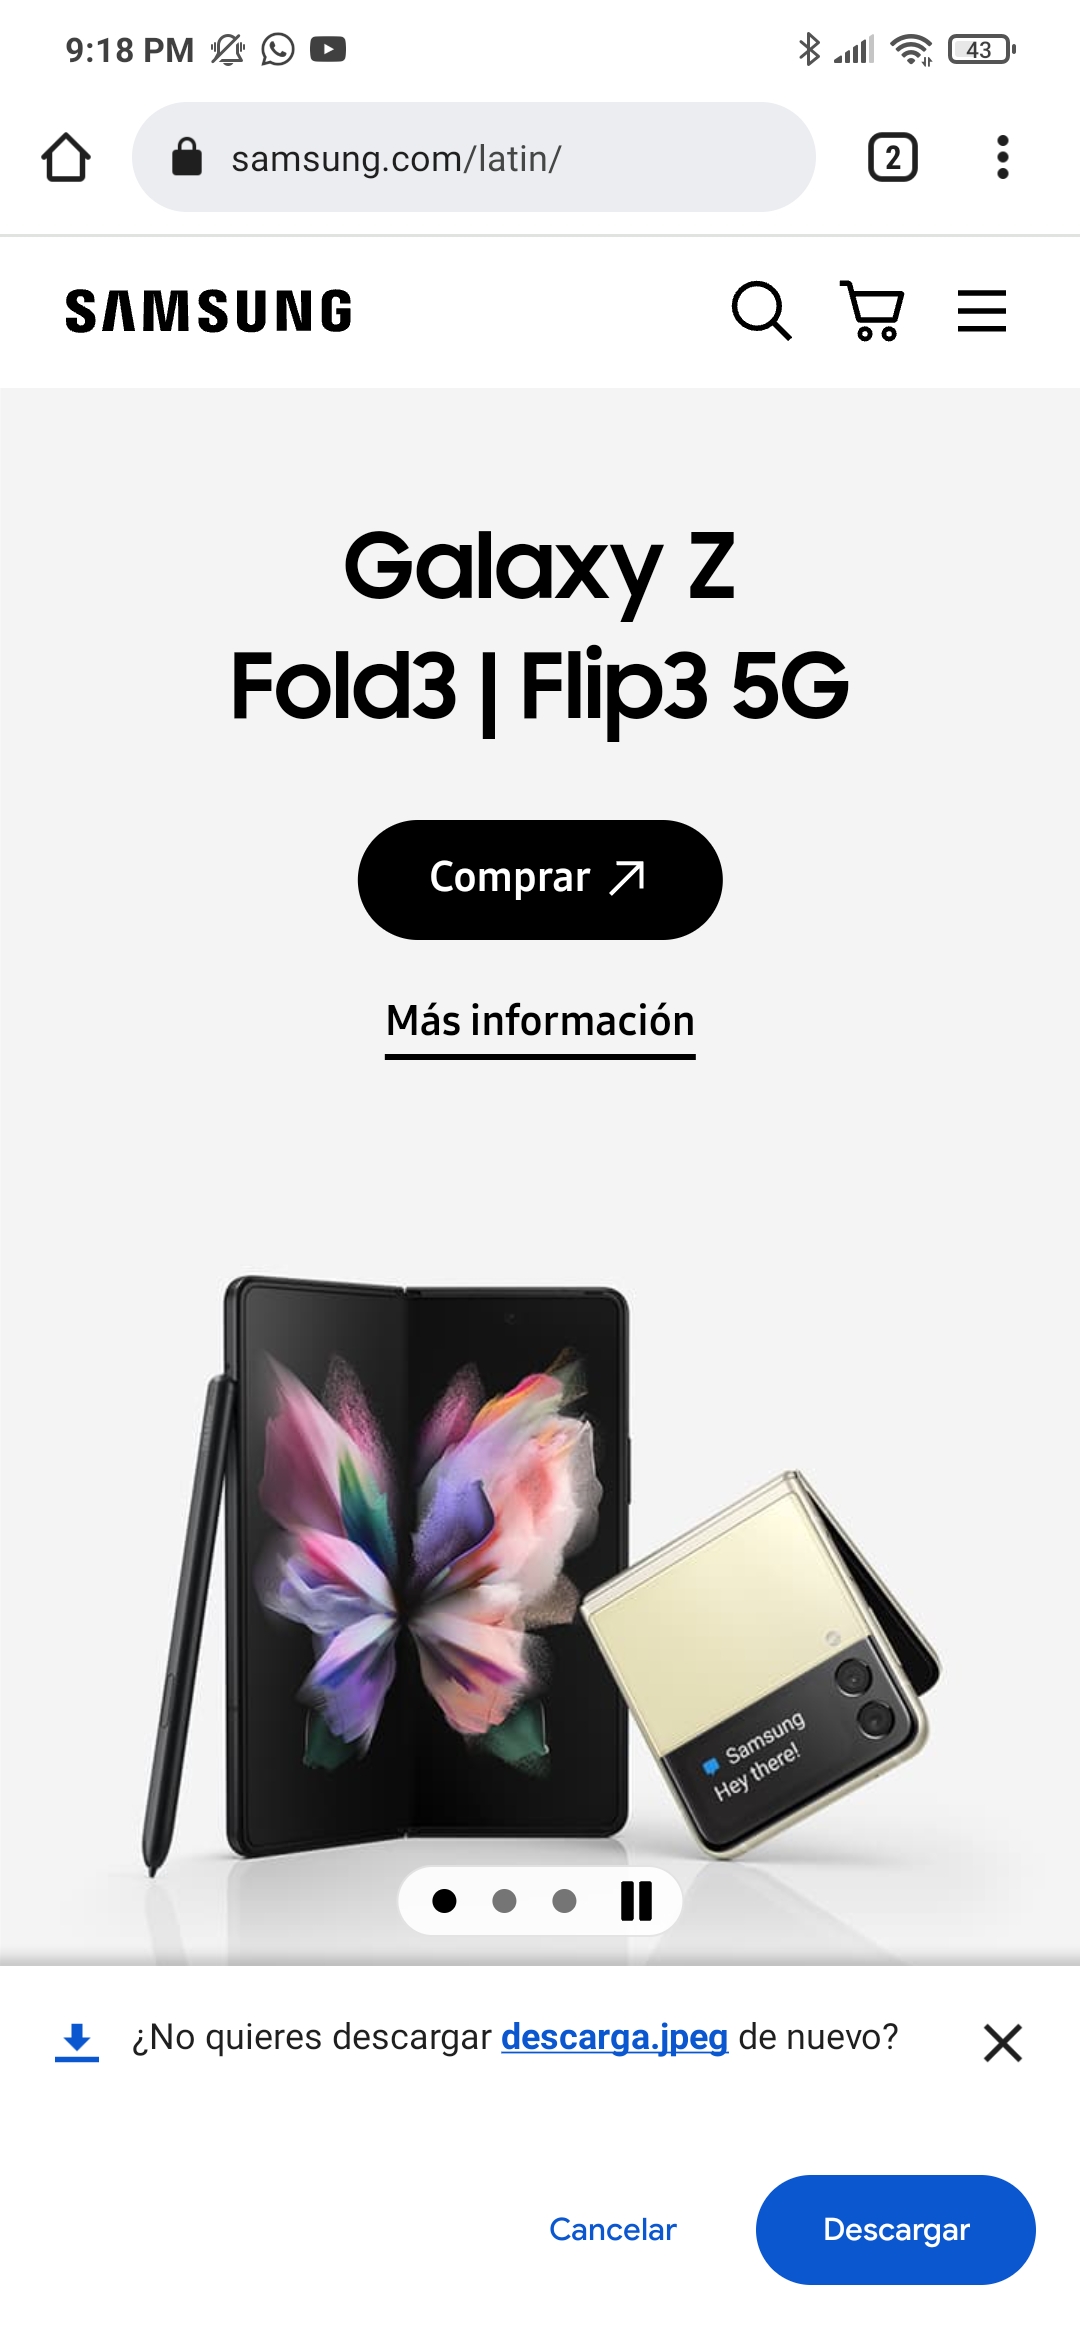 9:18 PM
43
samsung.com/latin/
2
SAMSUNG
Galaxy Z
Fold3 | Flip3 5G
Comprar
Más información
Samsung
Hey there!
¿No quieres descargar descarga.jpeg de nuevo?
Cancelar
Descargar